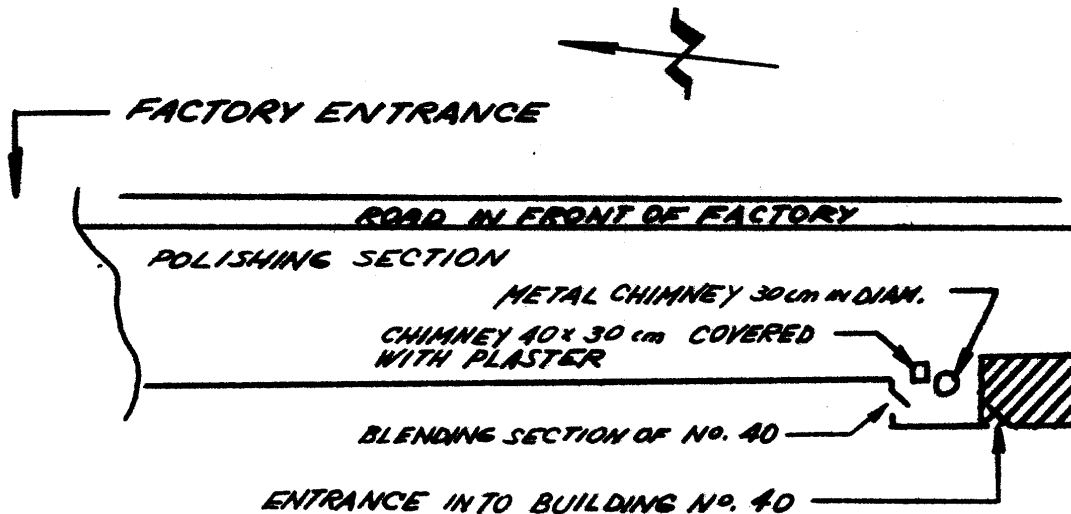 FACTORY ENTRANCE
ROAD IN FRONT OF FACTORY
POLISHING SECTION
METAL CHIMNEY 30 cm IN DIAM.
CHIMNEY 40 x 30 cm COVERED
WITH PLASTER
BLENDING SECTION OF No. 40
ENTRANCE INTO BUILDING No. 40